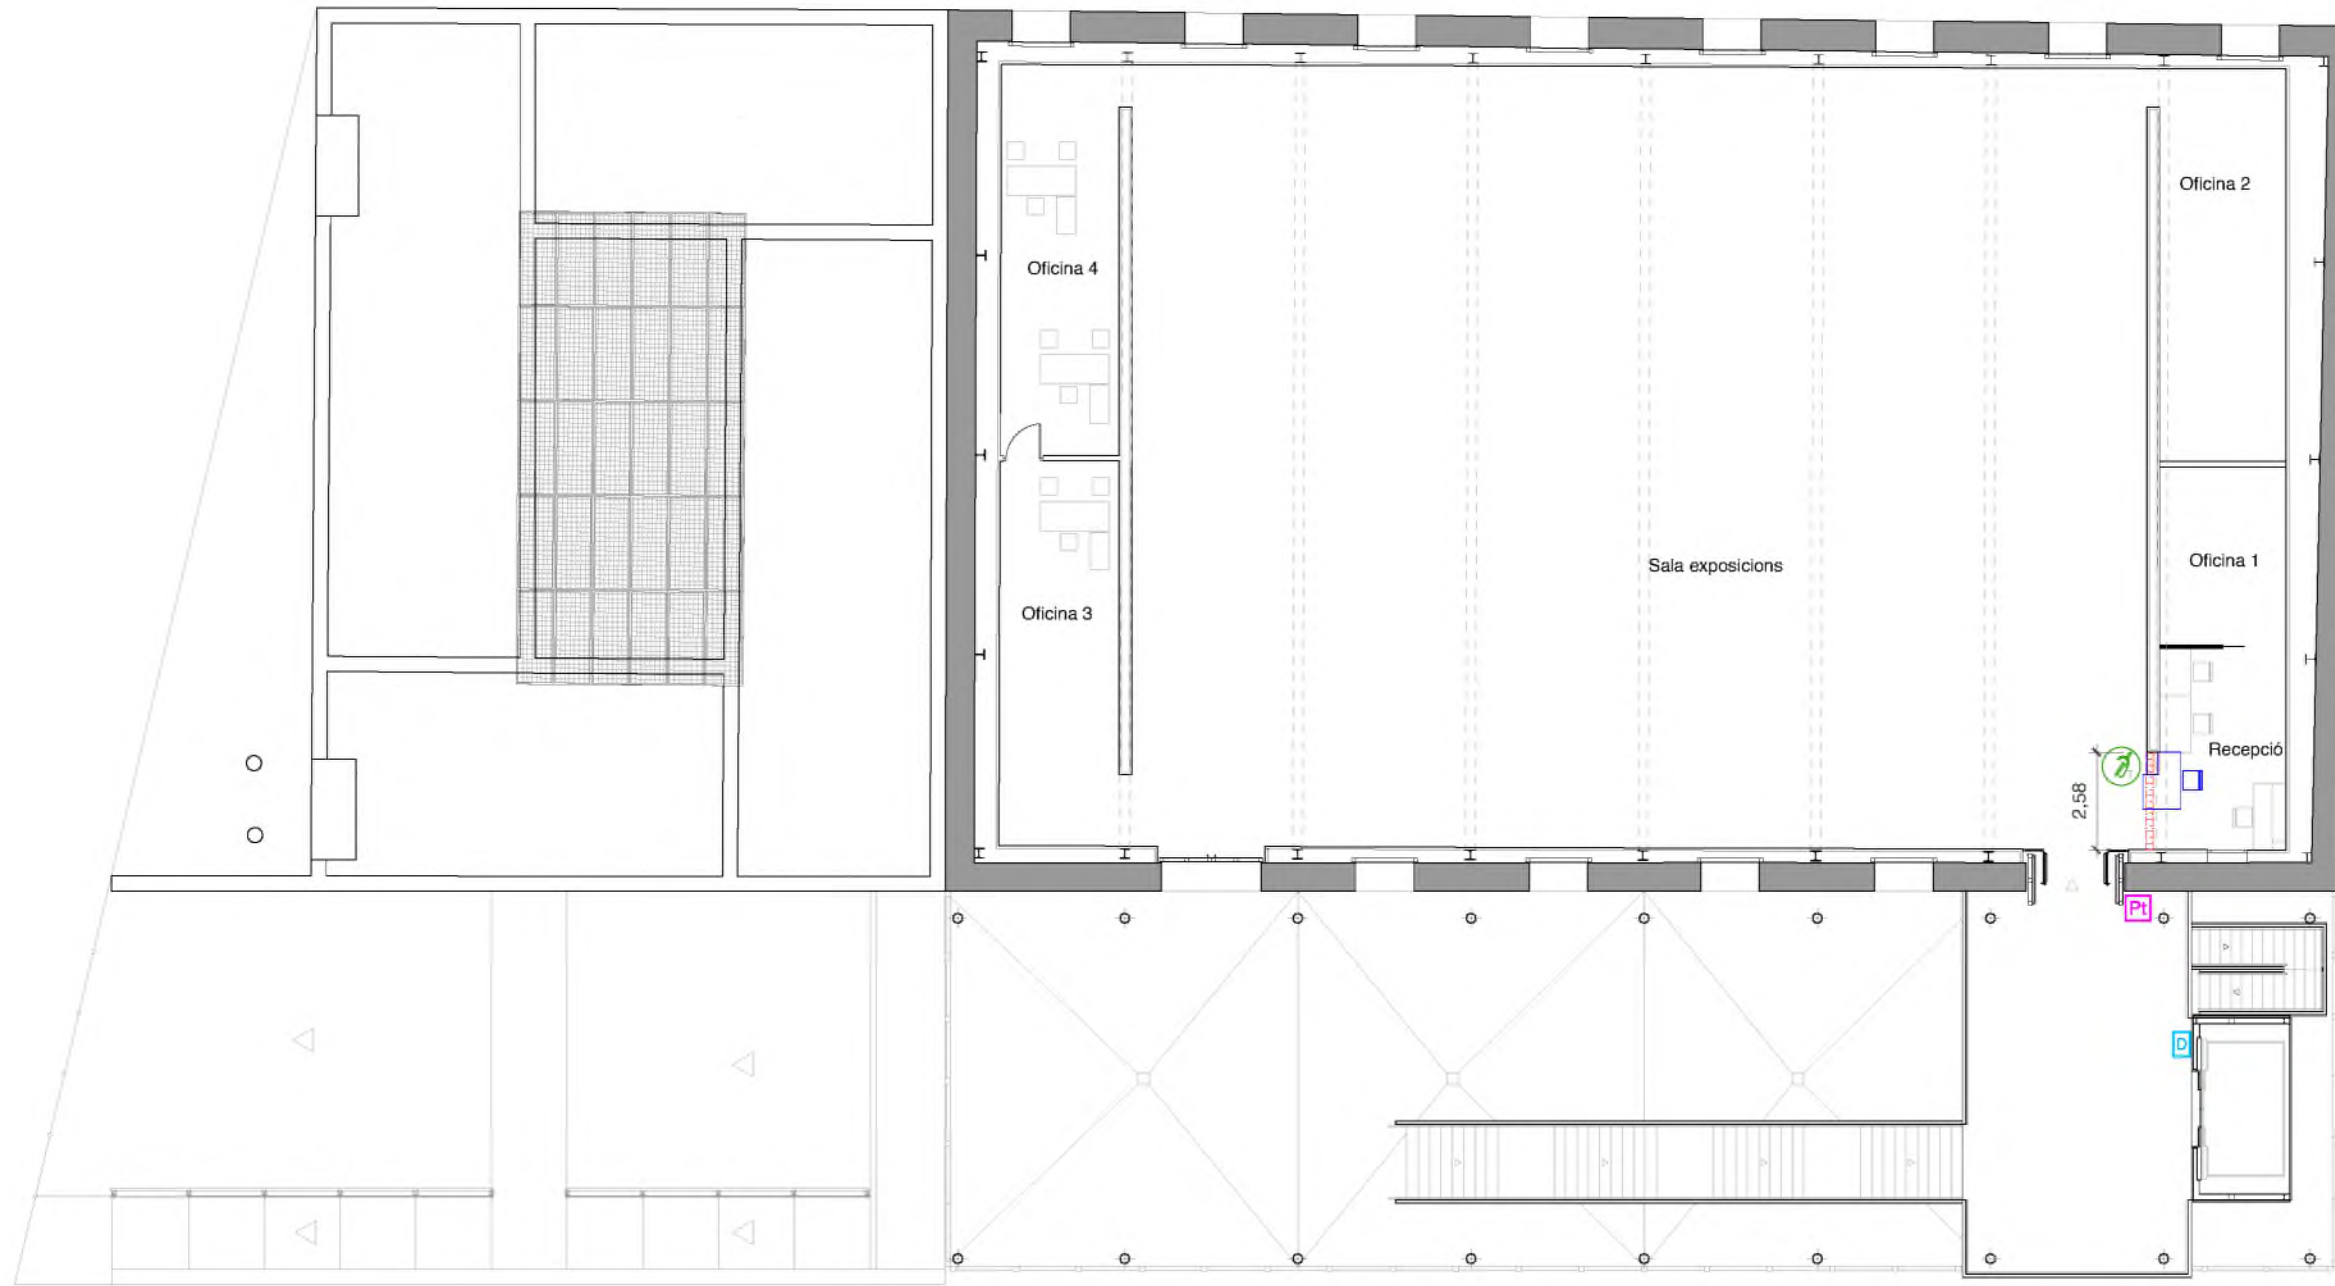 Oficina 2
Oficina 4
Sala exposicions
Oficina 1
Oficina 3
Recepció
2,58
Pt
D